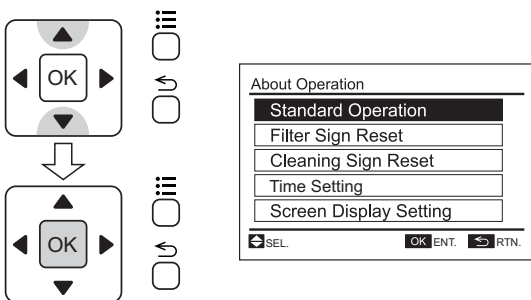 OK
OK
About Operation
Standard Operation
Filter Sign Reset
Cleaning Sign Reset
Time Setting
Screen Display Setting
SEL. OK ENT. RTN.